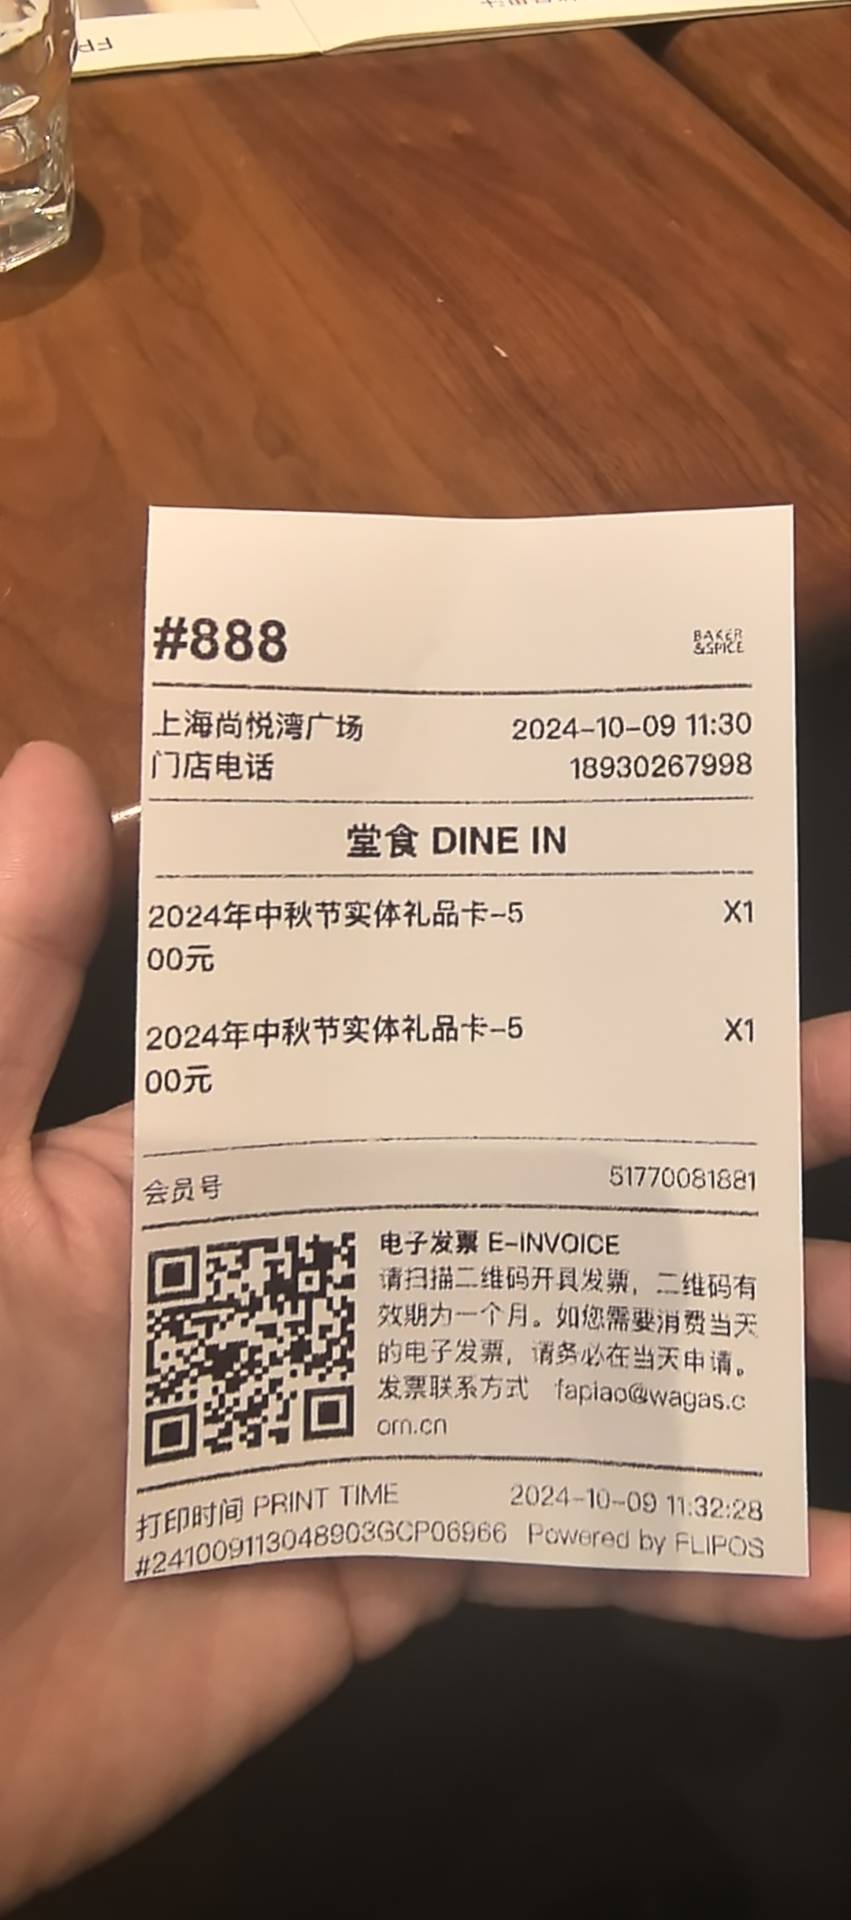 #888
BAKER
&SPICE
上海尚悦湾广场 2024-10-09 11:30
门店电话 18930267998
堂食 DINE IN
2024年中秋节实体礼品卡-5 X1
00元
2024年中秋节实体礼品卡-5 X1
00元
会员号 51770081881
电子发票 E-INVOICE
请扫描二维码开具发票，二维码有
效期为一个月。如您需要消费当天
的电子发票，请务必在当天申请。
发票联系方式 fapiao@wagas.c
om.cn
打印时间 PRINT TIME 2024-10-09 11:32:28
#241009113048903GCP06966 Powered by FLIPOS